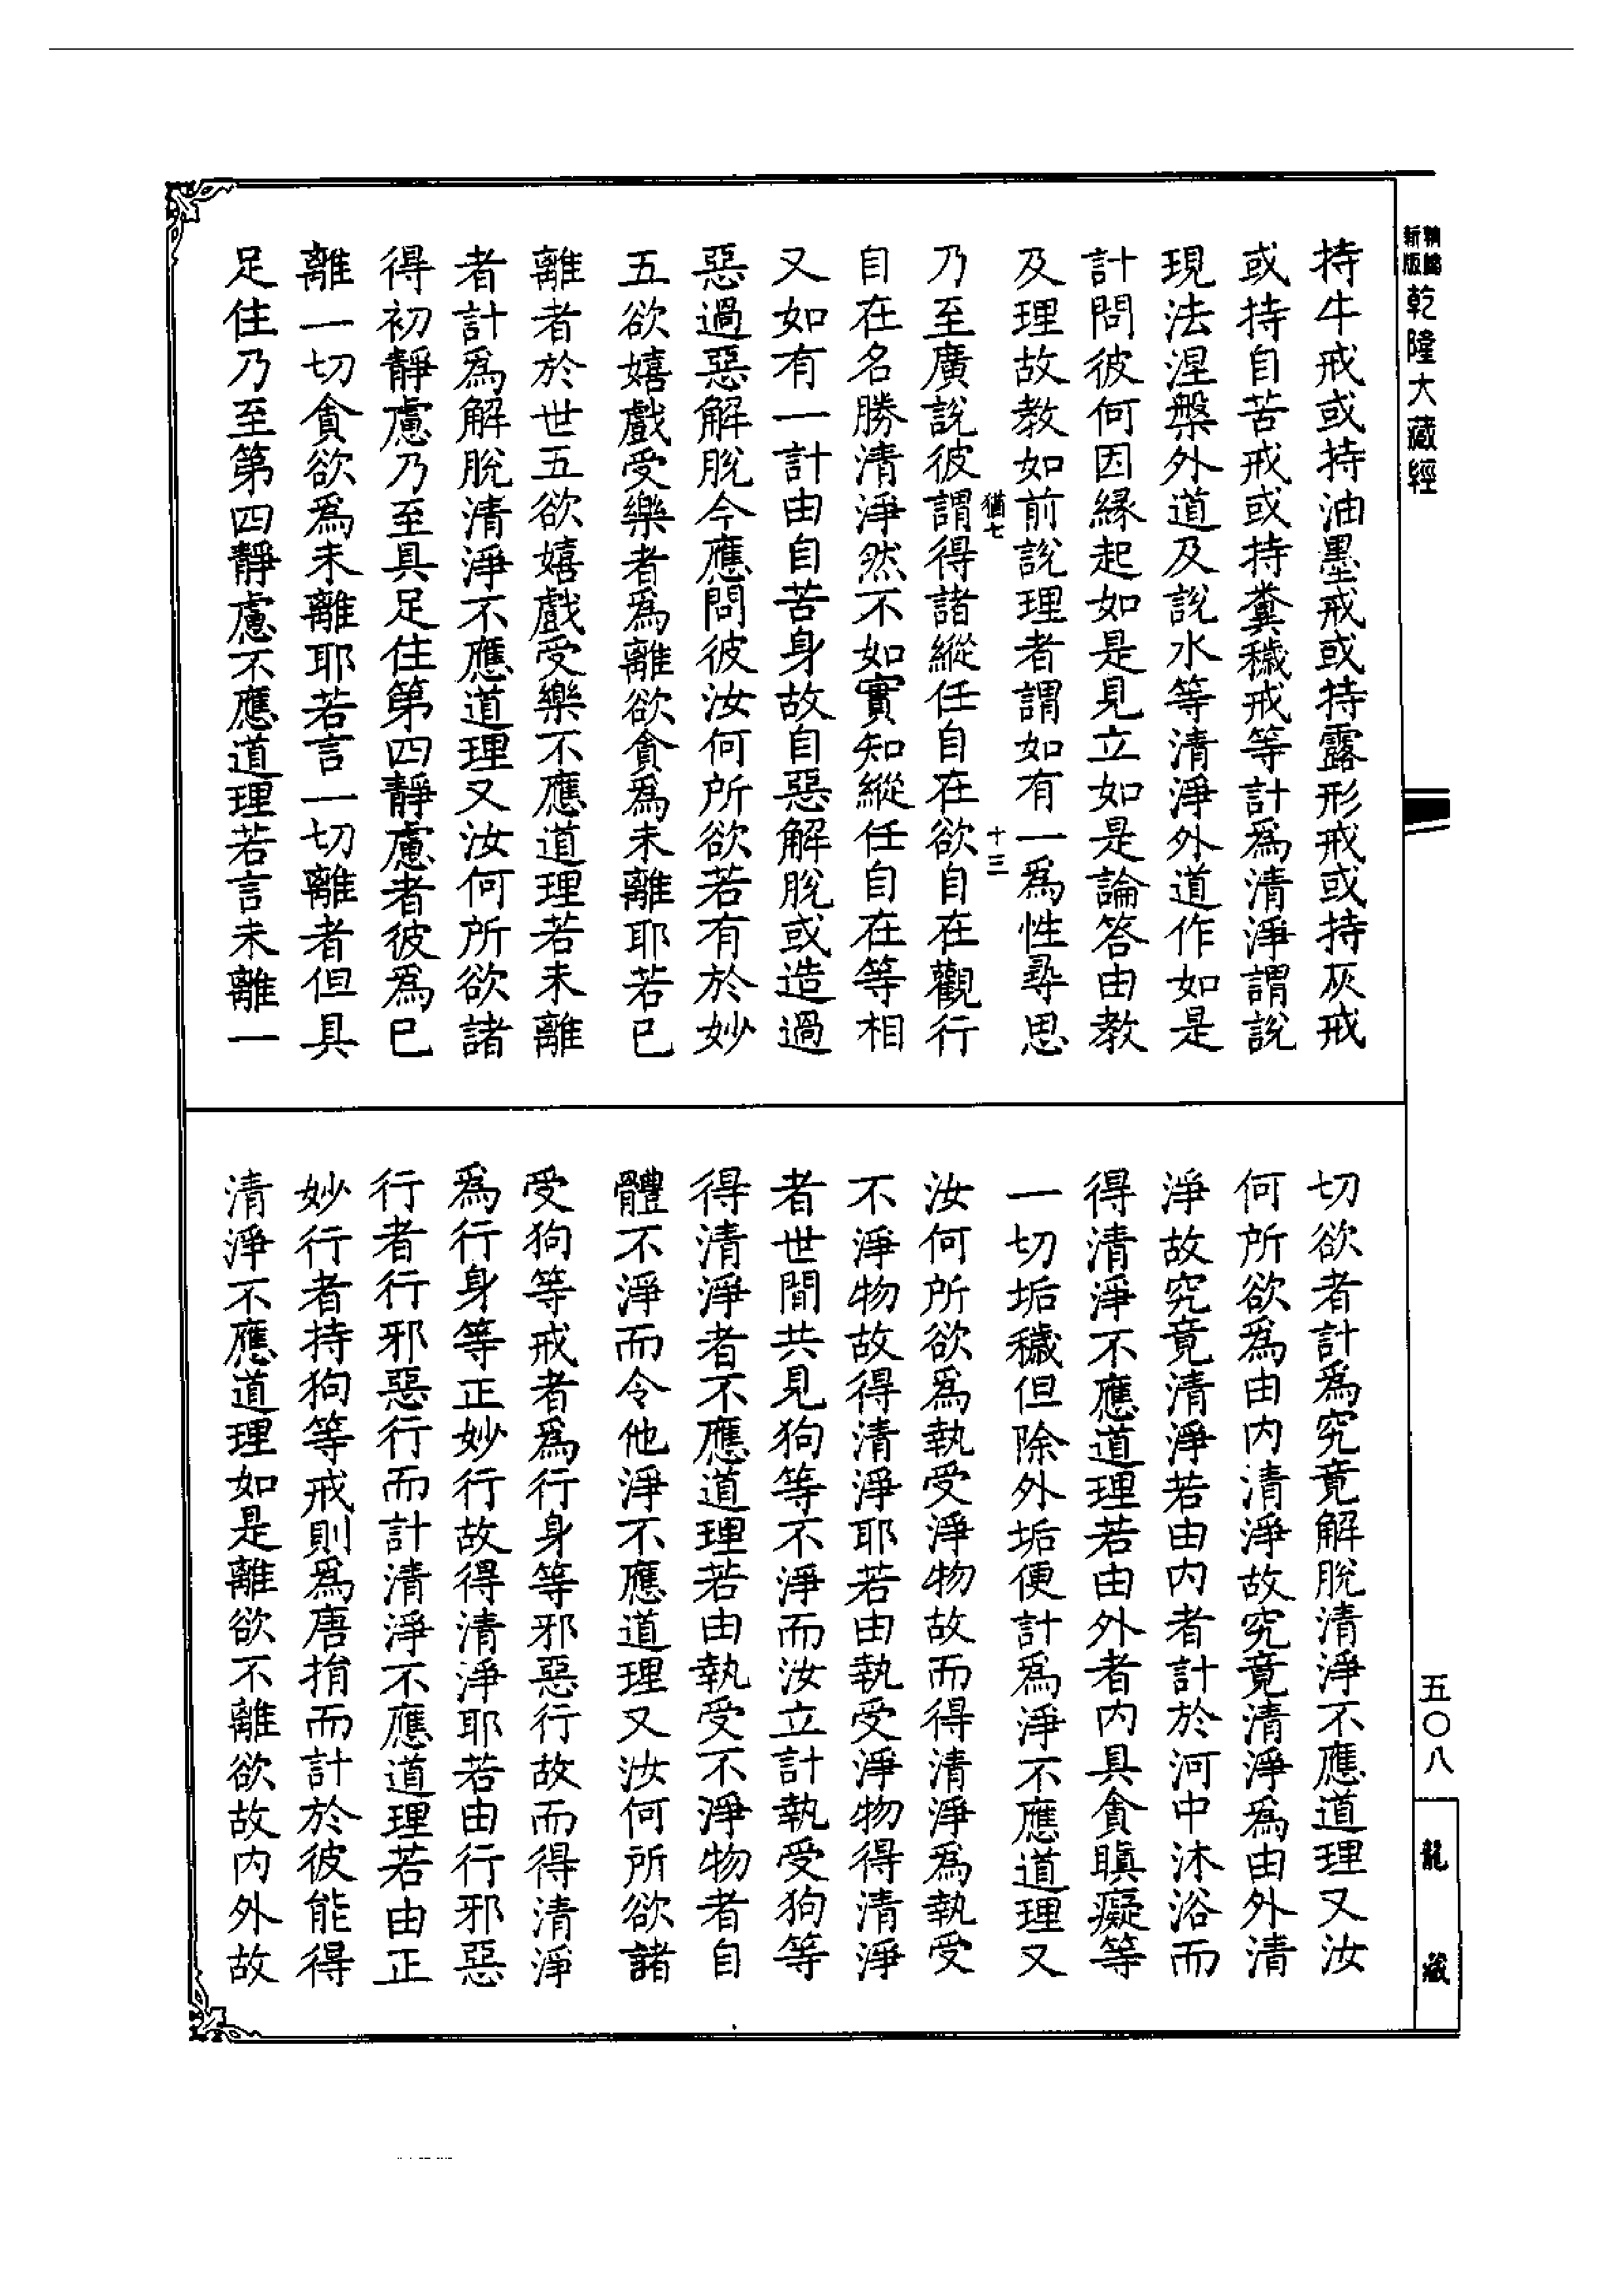 精編
新版
乾隆大藏經
持牛戒或持油墨戒或持露形戒或持灰戒
或持自苦戒或持糞穢戒等計爲清淨謂說
現法涅槃外道及說水等清淨外道作如是
計問彼何因緣起如是見立如是論答由教
及理故教如前說理者謂如有一爲性尋思
猶七
十三
乃至廣說彼謂得諸縱任自在欲自在觀行
自在名勝清淨然不如實知縱任自在等相
又如有一計由自苦身故自惡解脫或造過
惡過惡解脫今應問彼汝何所欲若有於妙
五欲嬉戲受樂者爲離欲貪爲未離耶若已
離者於世五欲嬉戲受樂不應道理若未離
者計爲解脫清淨不應道理又汝何所欲諸
得初靜慮乃至具足住第四靜慮者彼爲已
離一切貪欲爲未離耶若言一切離者但具
足住乃至第四靜慮不應道理若言未離一
切欲者計爲究竟解脫清淨不應道理又汝
何所欲爲由內清淨故究竟清淨爲由外清
淨故究竟清淨若由內者計於河中沐浴而
得清淨不應道理若由外者內具貪瞋癡等
一切垢穢但除外垢便計爲淨不應道理又
汝何所欲爲執受淨物故而得清淨爲執受
不淨物故得清淨耶若由執受淨物得清淨
者世間共見狗等不淨而汝立計執受狗等
得清淨者不應道理若由執受不淨物者自
體不淨而令他淨不應道理又汝何所欲諸
受狗等戒者爲行身等邪惡行故而得清淨
爲行身等正妙行故得清淨耶若由行邪惡
行者行邪惡行而計清淨不應道理若由正
妙行者持狗等戒則爲唐捐而計於彼能得
清淨不應道理如是離欲不離欲故內外故
五〇八
龍藏